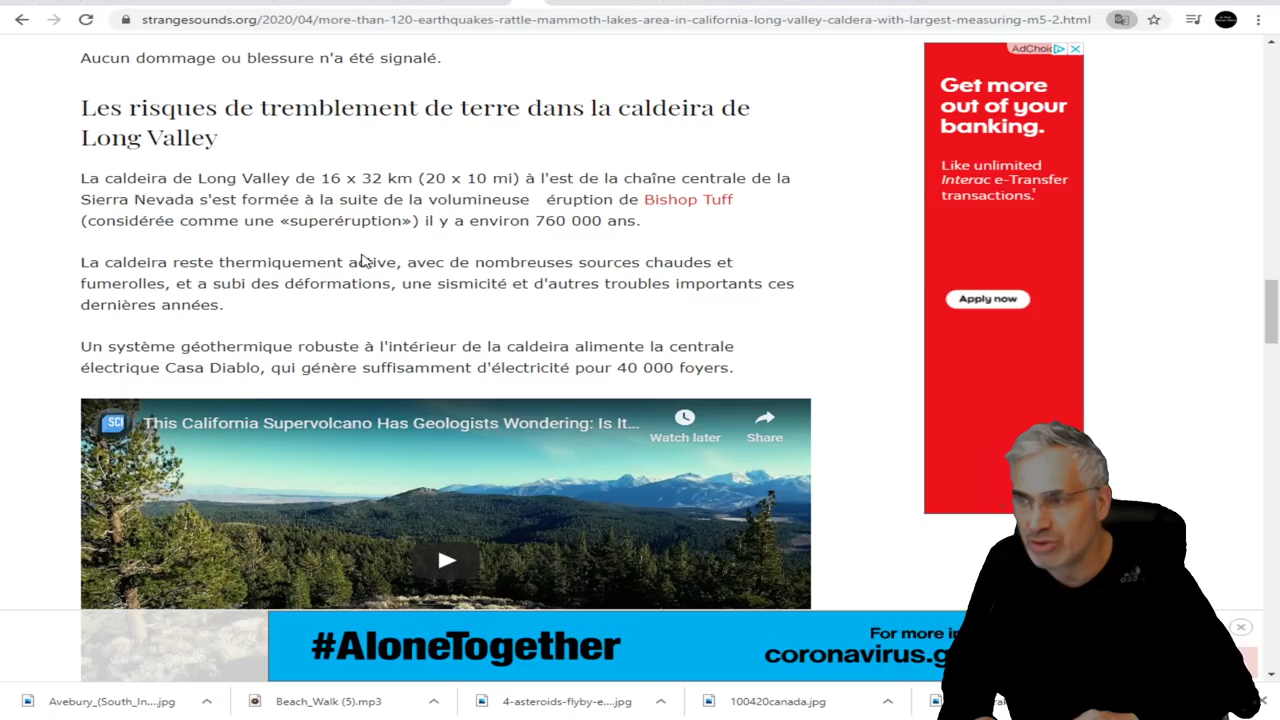 strangesounds.org/2020/04/more-than-120-earthquakes-rattle-mammoth-lakes-area-in-california-long-valley-caldera-with-largest-measuring-m5-2.html
Aucun dommage ou blessure n'a été signalé.
Les risques de tremblement de terre dans la caldeira de
Long Valley
La caldeira de Long Valley de 16 x 32 km (20 x 10 mi) à l'est de la chaîne centrale de la
Sierra Nevada s'est formée à la suite de la volumineuse éruption de Bishop Tuff
(considérée comme une «superéruption») il y a environ 760 000 ans.
La caldeira reste thermiquement active, avec de nombreuses sources chaudes et
fumerolles, et a subi des déformations, une sismicité et d'autres troubles importants ces
dernières années.
Un système géothermique robuste à l'intérieur de la caldeira alimente la centrale
électrique Casa Diablo, qui génère suffisamment d'électricité pour 40 000 foyers.
SCI
This California Supervolcano Has Geologists Wondering: Is It...
Watch later
Share
AdChoic
Get more
out of your
banking.
Like unlimited
Interac e-Transfer
transactions.†
Apply now
#AloneTogether
For more in
coronavirus.g
Avebury_(South_In....jpg
Beach_Walk (5).mp3
4-asteroids-flyby-e....jpg
100420canada.jpg